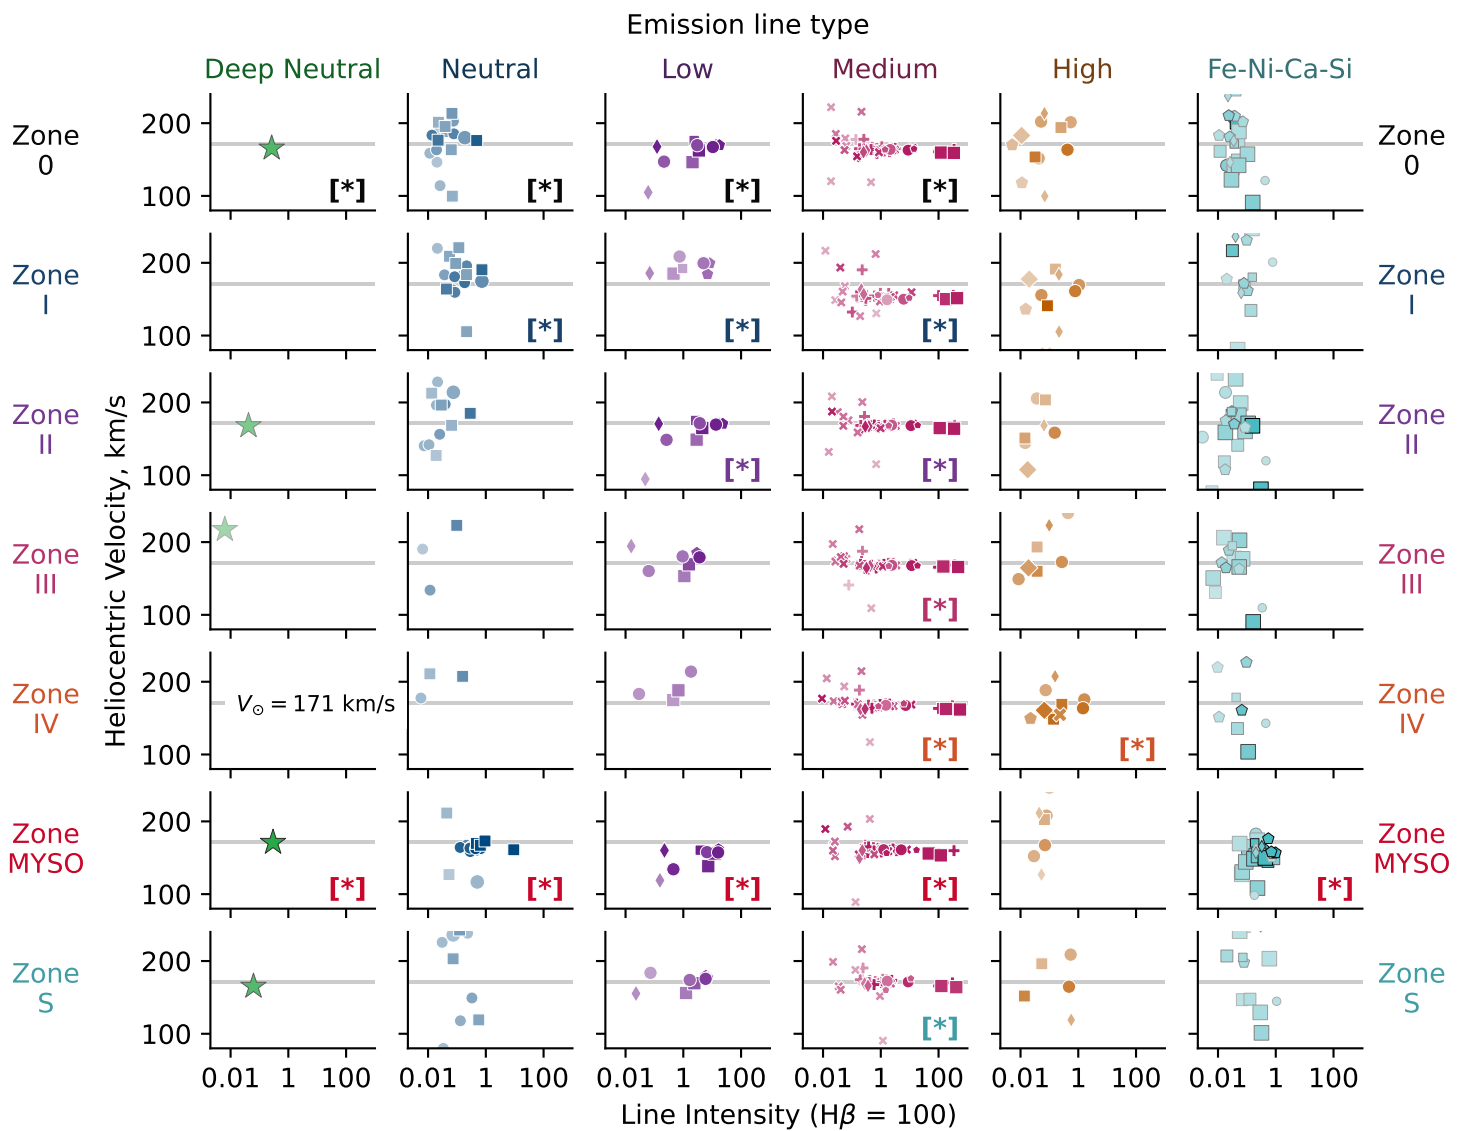 Emission line type
Deep Neutral Neutral Low Medium High Fe-Ni-Ca-Si
Zone
0
200
100
[*] [*] [*] [*]
Zone
0
Zone
I
200
100
[*] [*] [*]
Zone
I
Zone
II
200
100
[*] [*]
Zone
II
Heliocentric Velocity, km/s
Zone
III
200
100
[*]
Zone
III
Zone
IV
200
100
V⊙ = 171 km/s
[*] [*]
Zone
IV
Zone
MYSO
200
100
[*] [*] [*] [*] [*]
Zone
MYSO
Zone
S
200
100
[*]
Zone
S
0.01 1 100 0.01 1 100 0.01 1 100 0.01 1 100 0.01 1 100 0.01 1 100
Line Intensity (Hβ = 100)